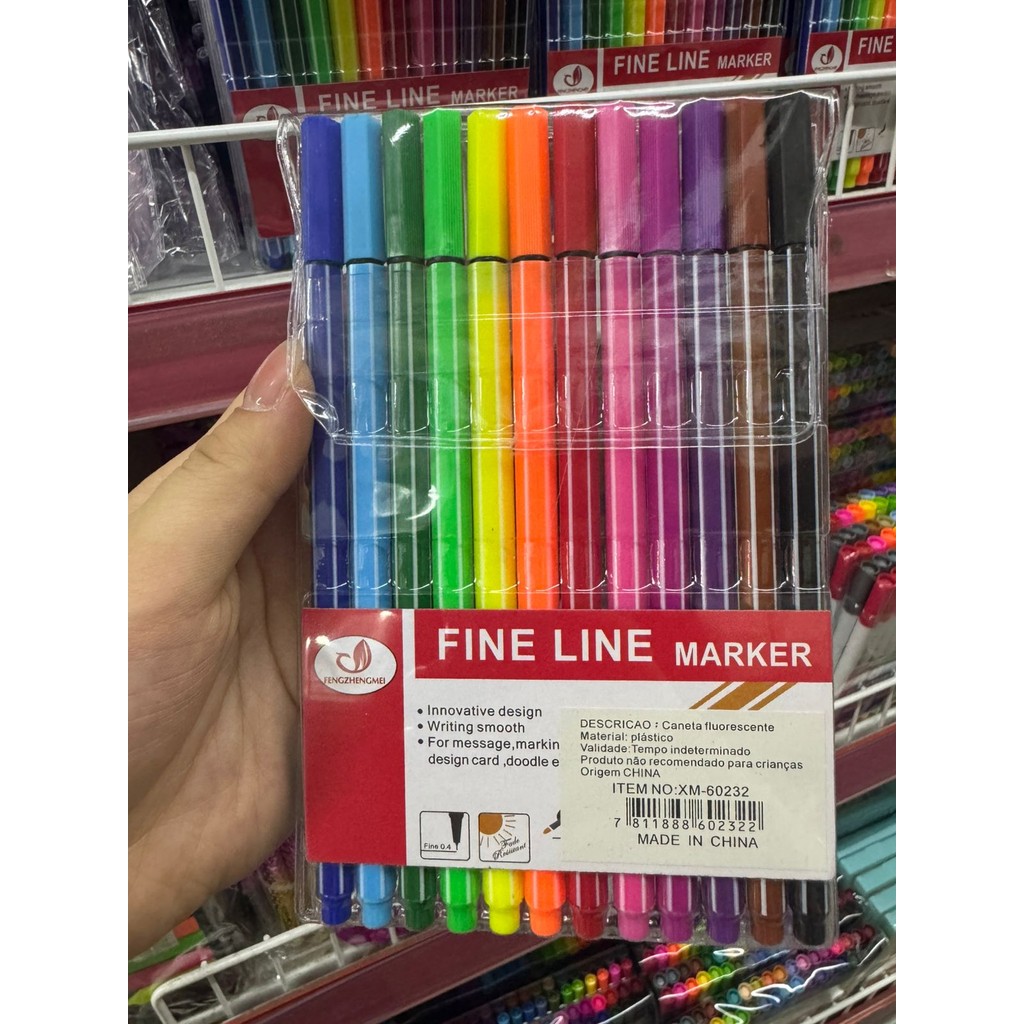 FINE LINE MARKER
FINE LINE MARKER
FINE
FENGZHENGMEI
FINE LINE MARKER
• Innovative design
• Writing smooth
• For message,markin
design card ,doodle e
Fine 0.4
Fade
Resistant
DESCRICAO : Caneta fluorescente
Material: plástico
Validade:Tempo indeterminado
Produto não recomendado para crianças
Origem CHINA
ITEM NO:XM-60232
7 811888 602322
MADE IN CHINA